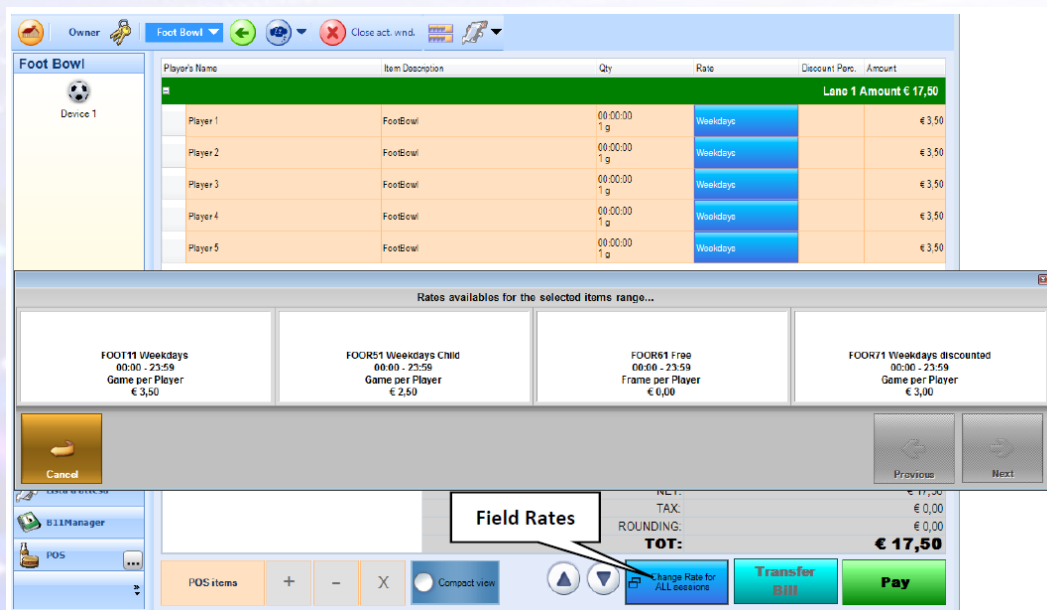 Owner
Foot Bowl
Close act. wnd.
Foot Bowl
Device 1
Player's Name Item Description Qty Rate Discount Perc. Amount
Lane 1 Amount € 17,50
Player 1 FootBowl 00:00:00 1 g Weekdays € 3,50
Player 2 FootBowl 00:00:00 1 g Weekdays € 3,50
Player 3 FootBowl 00:00:00 1 g Weekdays € 3,50
Player 4 FootBowl 00:00:00 1 g Weekdays € 3,50
Player 5 FootBowl 00:00:00 1 g Weekdays € 3,50
Rates availables for the selected items range...
FOOT11 Weekdays
00:00 - 23:59
Game per Player
€ 3,50
FOOR51 Weekdays Child
00:00 - 23:59
Game per Player
€ 2,50
FOOR61 Free
00:00 - 23:59
Frame per Player
€ 0,00
FOOR71 Weekdays discounted
00:00 - 23:59
Game per Player
€ 3,00
Cancel
Previous
Next
Lista d'attesa
B11Manager
POS
...
NET: € 17,50
TAX: € 0,00
ROUNDING: € 0,00
TOT: € 17,50
Field Rates
POS items
+
-
X
Compact view
Change Rate for
ALL sessions
Transfer
Bill
Pay